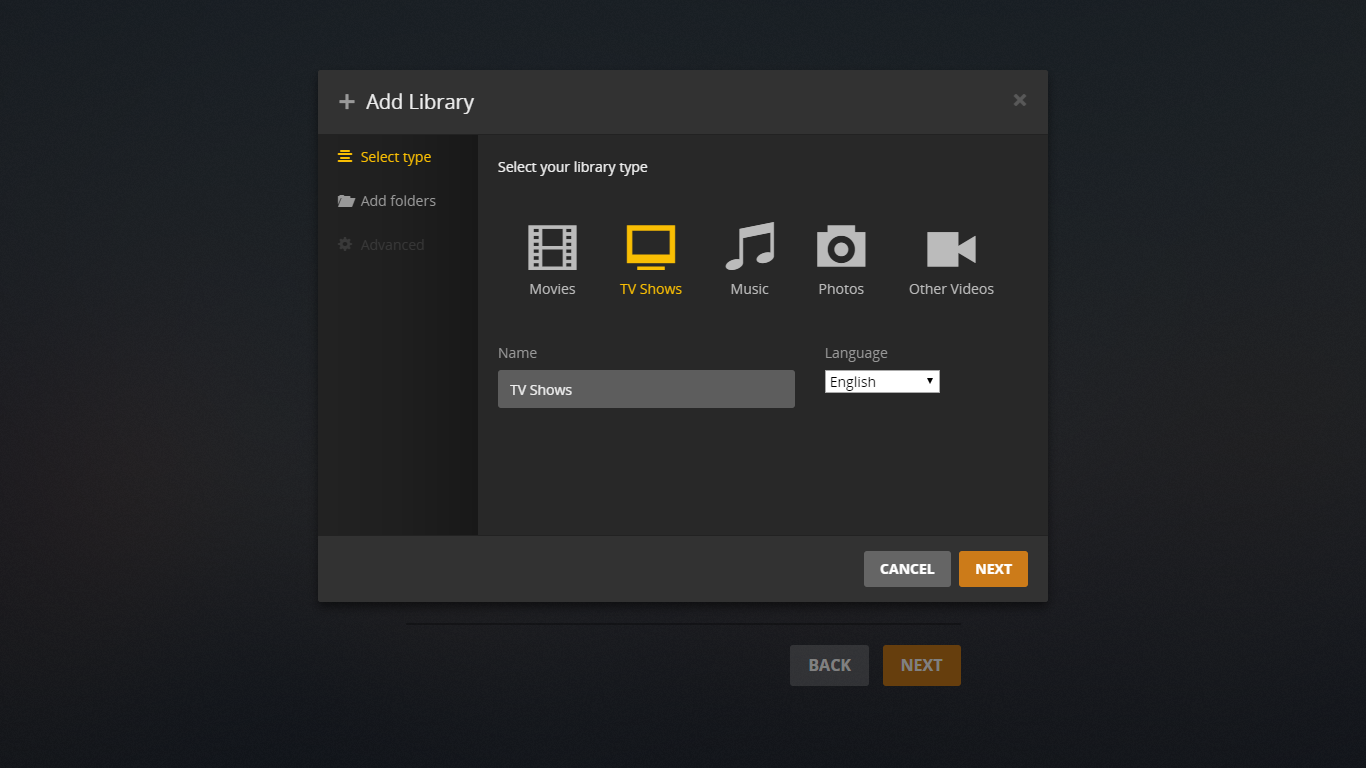 Add Library
Select type
Add folders
Advanced
Select your library type
Movies TV Shows Music Photos Other Videos
Name Language
TV Shows English
CANCEL NEXT
BACK NEXT